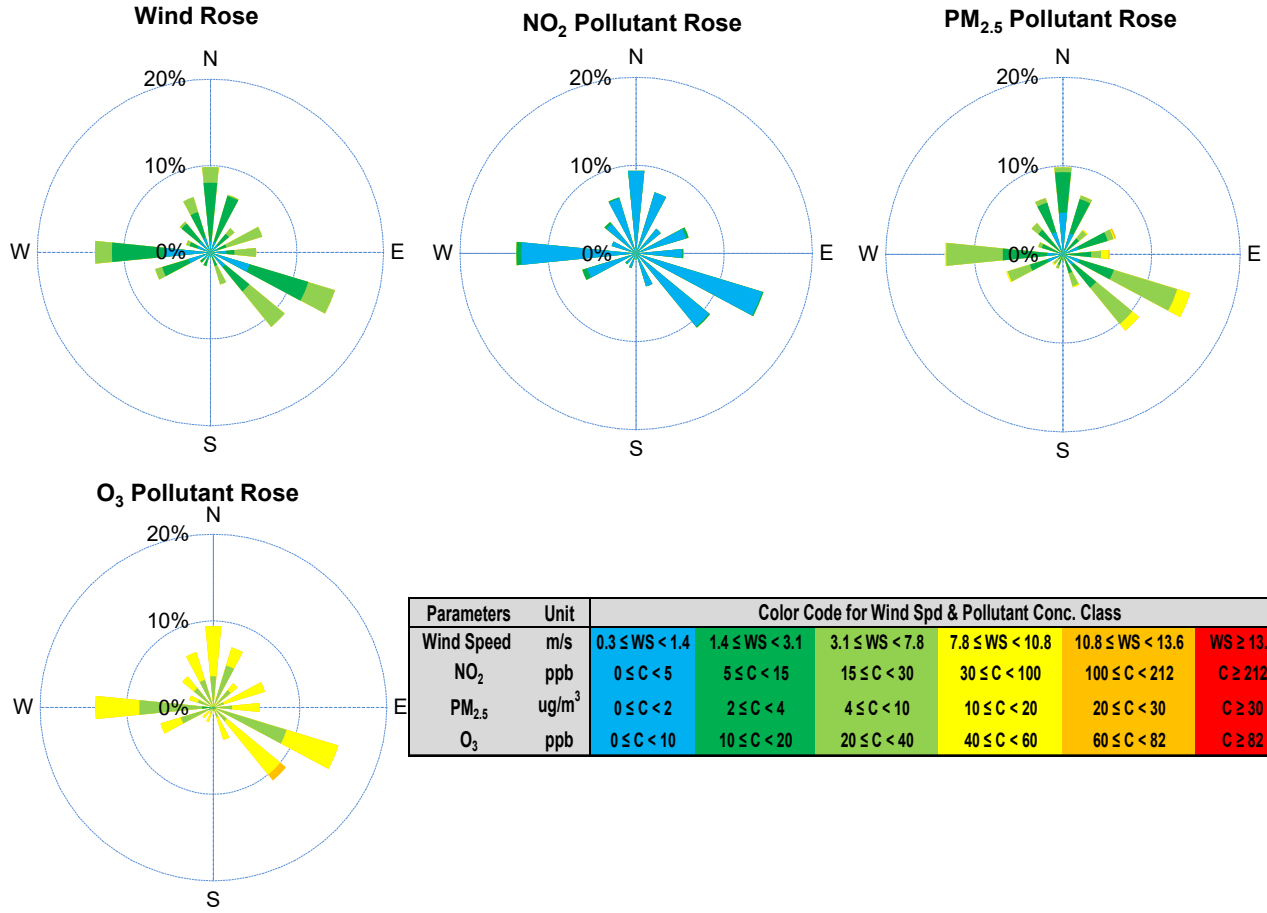 Wind Rose
N
20%
10%
W
0%
E
S
NO2 Pollutant Rose
N
20%
10%
W
0%
E
S
PM2.5 Pollutant Rose
N
20%
10%
W
0%
E
S
O3 Pollutant Rose
N
20%
10%
W
0%
E
S
Parameters Unit Color Code for Wind Spd & Pollutant Conc. Class
Wind Speed m/s 0.3 ≤ WS < 1.4 1.4 ≤ WS < 3.1 3.1 ≤ WS < 7.8 7.8 ≤ WS < 10.8 10.8 ≤ WS < 13.6 WS ≥ 13.
NO2 ppb 0 ≤ C < 5 5 ≤ C < 15 15 ≤ C < 30 30 ≤ C < 100 100 ≤ C < 212 C ≥ 212
PM2.5 ug/m3 0 ≤ C < 2 2 ≤ C < 4 4 ≤ C < 10 10 ≤ C < 20 20 ≤ C < 30 C ≥ 30
O3 ppb 0 ≤ C < 10 10 ≤ C < 20 20 ≤ C < 40 40 ≤ C < 60 60 ≤ C < 82 C ≥ 82